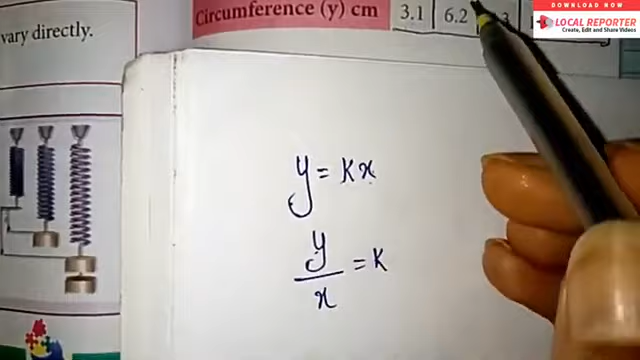 DOWNLOAD NOW
LOCAL REPORTER
Create, Edit and Share Videos
Circumference (y) cm 3.1 6.2
vary directly.
y = kx
y/x = k